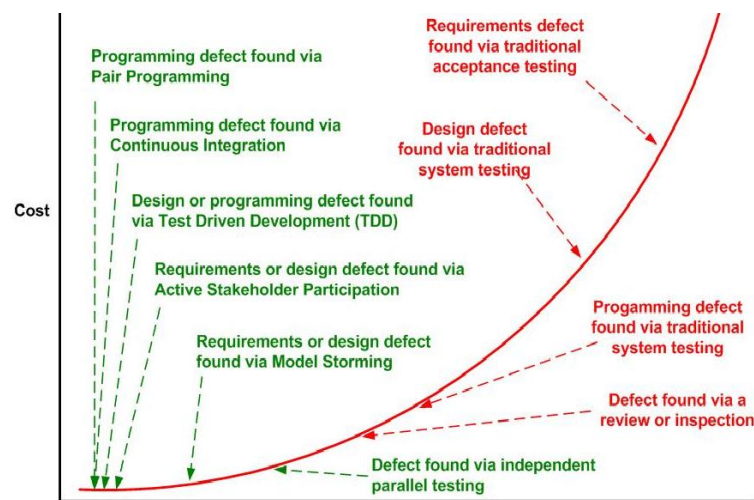 Programming defect found via
Pair Programming
Programming defect found via
Continuous Integration
Design or programming defect found
via Test Driven Development (TDD)
Requirements or design defect found via
Active Stakeholder Participation
Requirements or design defect
found via Model Storming
Defect found via independent
parallel testing
Requirements defect
found via traditional
acceptance testing
Design defect
found via traditional
system testing
Progamming defect
found via traditional
system testing
Defect found via a
review or inspection
Cost